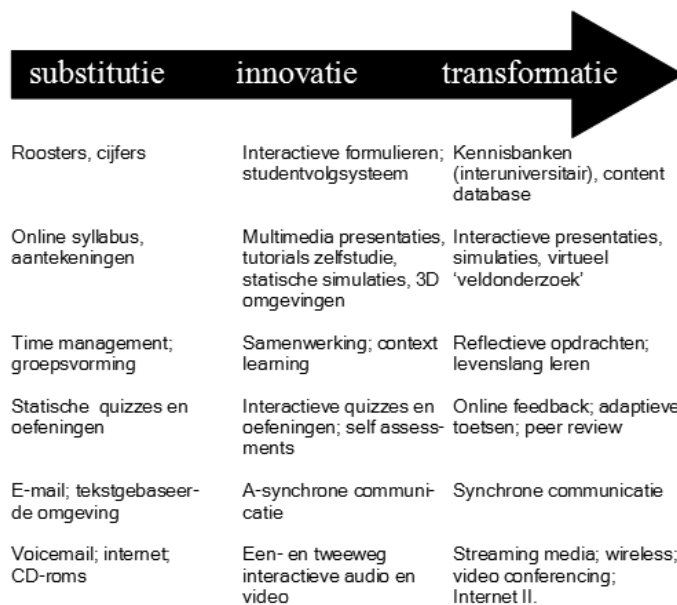 substitutie innovatie transformatie
Roosters, cijfers
Interactieve formulieren;
studentvolgsysteem
Kennisbanken
(interuniversitair), content
database
Online syllabus,
aantekeningen
Multimedia presentaties,
tutorials zelfstudie,
statische simulaties, 3D
omgevingen
Interactieve presentaties,
simulaties, virtueel
‘veldonderzoek’
Time management;
groepsvorming
Samenwerking; context
learning
Reflectieve opdrachten;
levenslang leren
Statische quizzes en
oefeningen
Interactieve quizzes en
oefeningen; self assess-
ments
Online feedback; adaptieve
toetsen; peer review
E-mail; tekstgebaseer-
de omgeving
A-synchrone communi-
catie
Synchrone communicatie
Voicemail; internet;
CD-roms
Een- en tweeweg
interactieve audio en
video
Streaming media; wireless;
video conferencing;
Internet II.